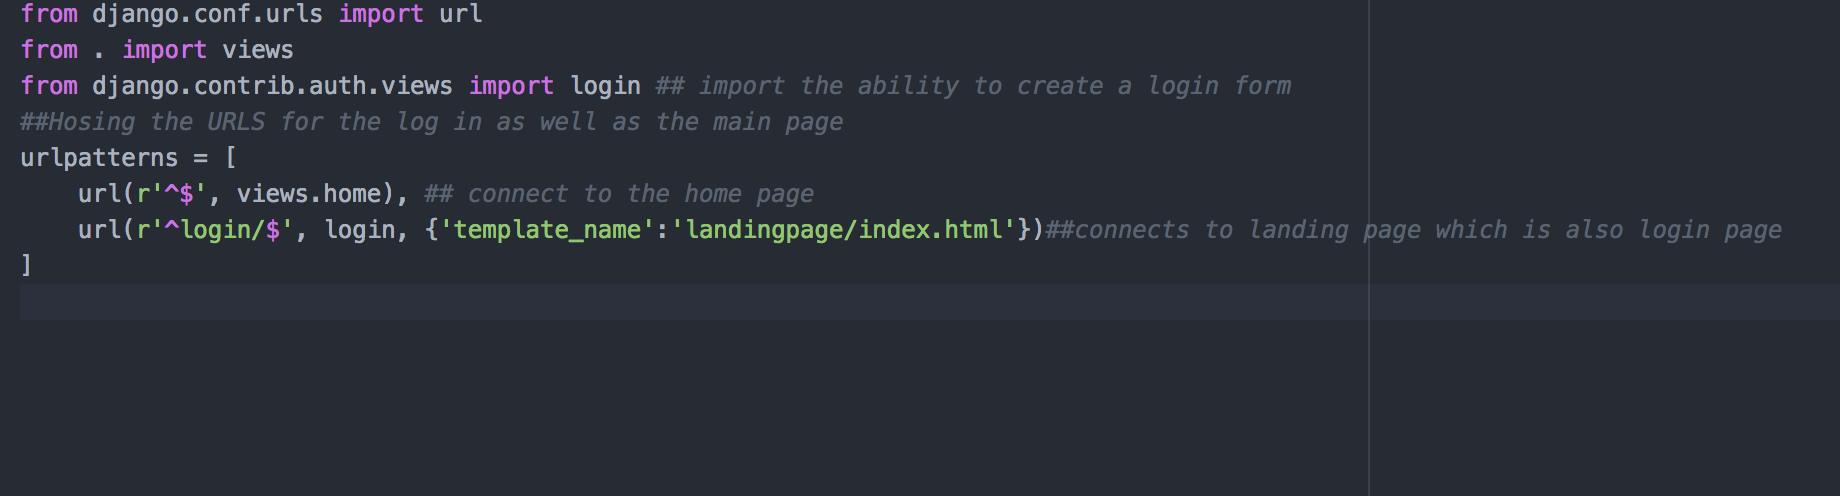 from django.conf.urls import url
from . import views
from django.contrib.auth.views import login ## import the ability to create a login form
##Hosing the URLS for the log in as well as the main page
urlpatterns = [
    url(r'^$', views.home), ## connect to the home page
    url(r'^login/$', login, {'template_name':'landingpage/index.html'})##connects to landing page which is also login page
]